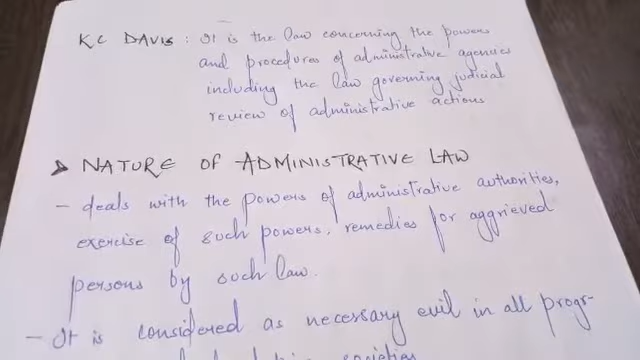 KC DAVIS : It is the law concerning the powers
and procedures of administrative agencies
including the law governing judicial
review of administrative actions
➤ NATURE OF ADMINISTRATIVE LAW
- deals with the powers of administrative authorities,
exercise of such powers, remedies for aggrieved
persons by such law.
- It is considered as necessary evil in all progr-
societies